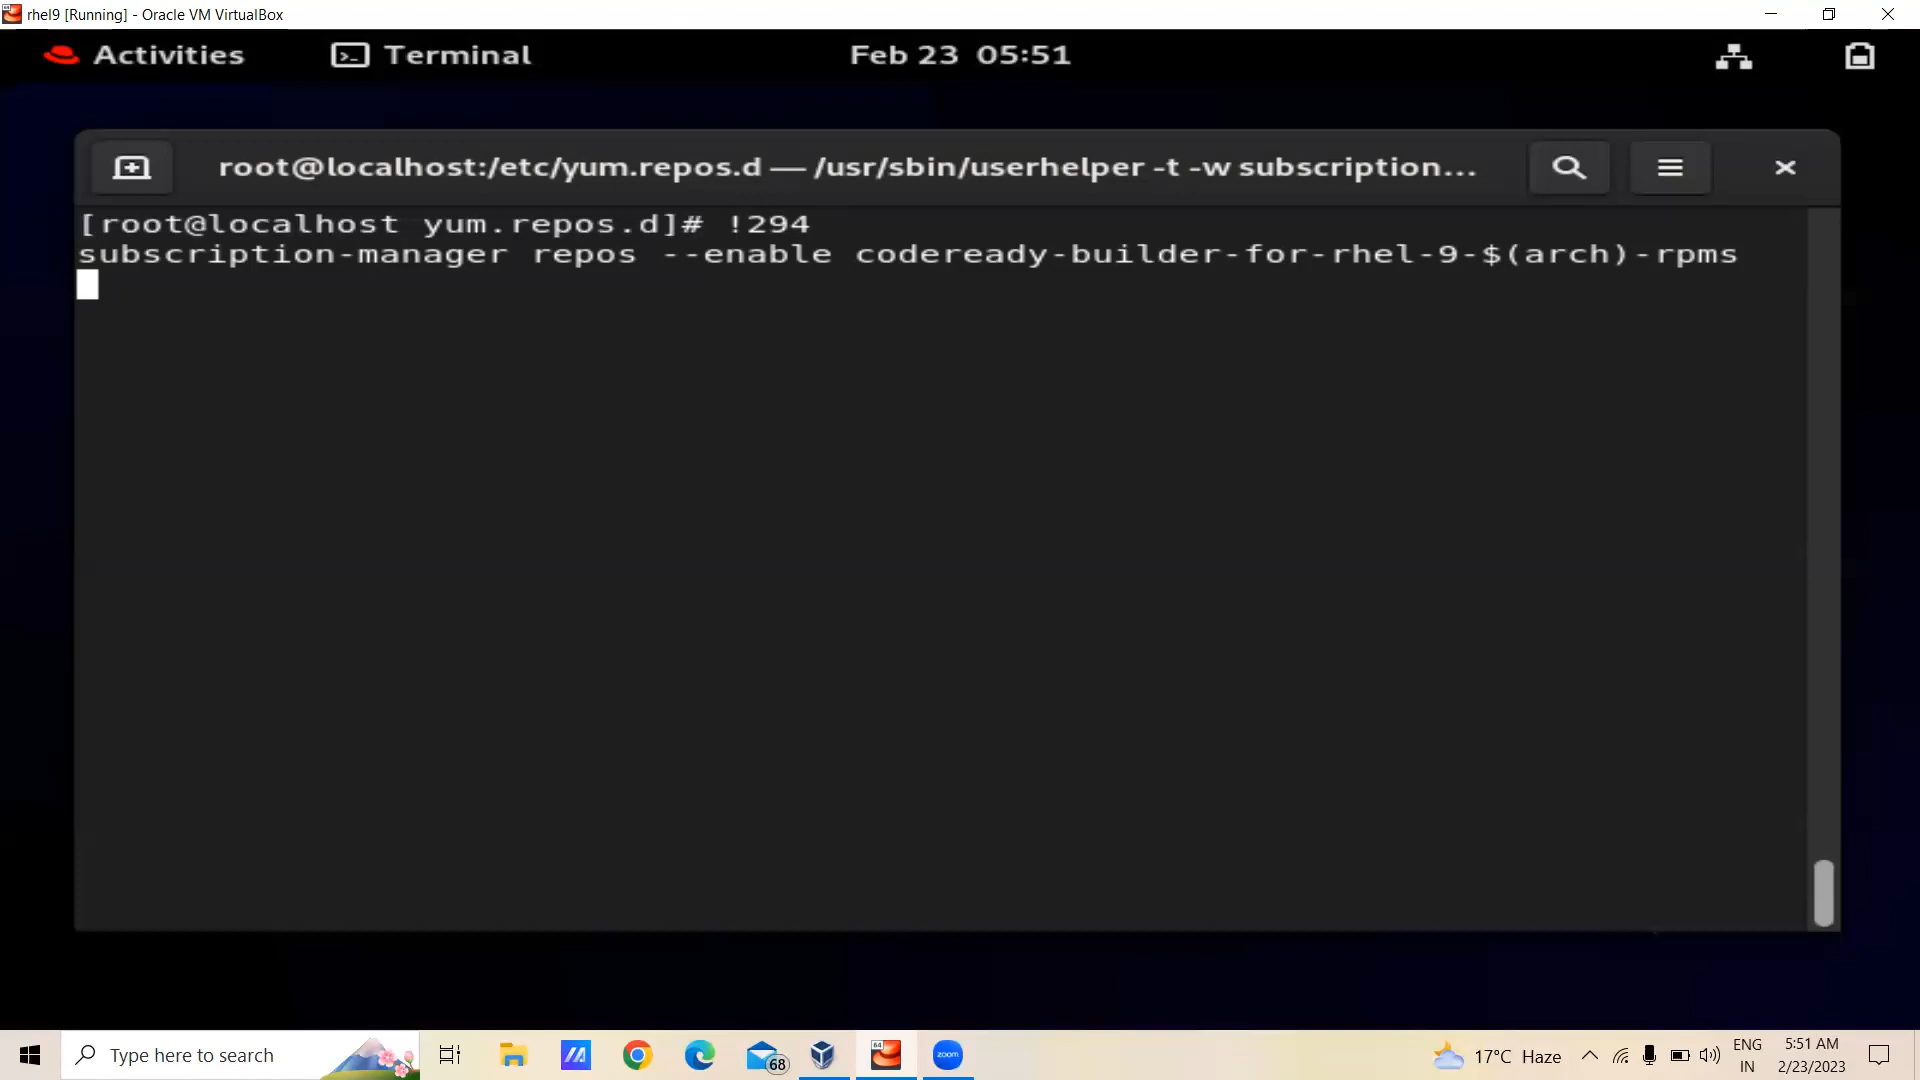 rhel9 [Running] - Oracle VM VirtualBox
Activities
Terminal
Feb 23 05:51
root@localhost:/etc/yum.repos.d — /usr/sbin/userhelper -t -w subscription...
[root@localhost yum.repos.d]# !294
subscription-manager repos --enable codeready-builder-for-rhel-9-$(arch)-rpms
Type here to search
68
64
zoom
17°C Haze
ENG
IN
5:51 AM
2/23/2023